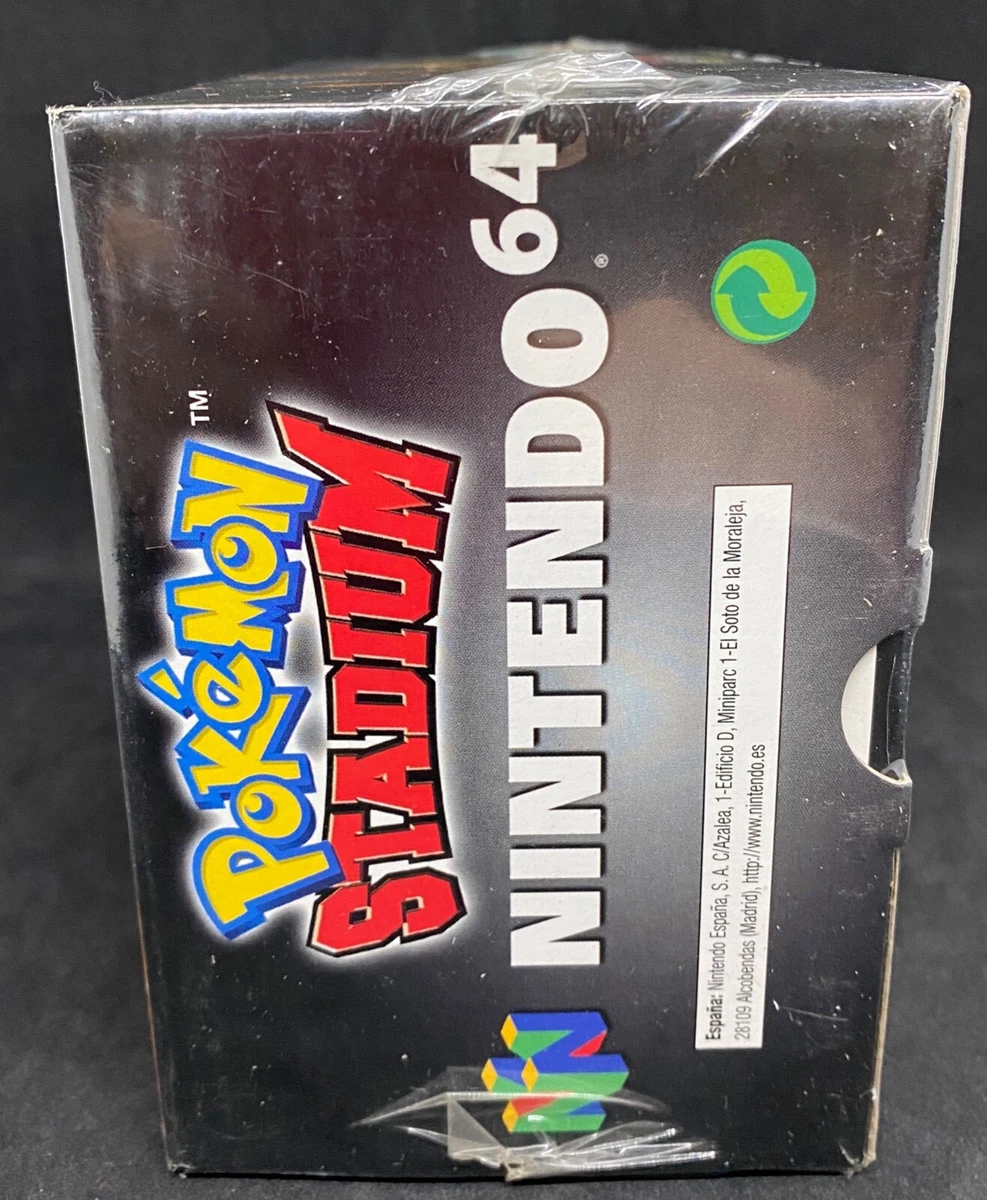 POKéMON™
STADIUM
NINTENDO 64®
España: Nintendo España, S. A. C/Azalea, 1-Edificio D, Miniparc 1-El Soto de la Moraleja,
28109 Alcobendas (Madrid), http://www.nintendo.es